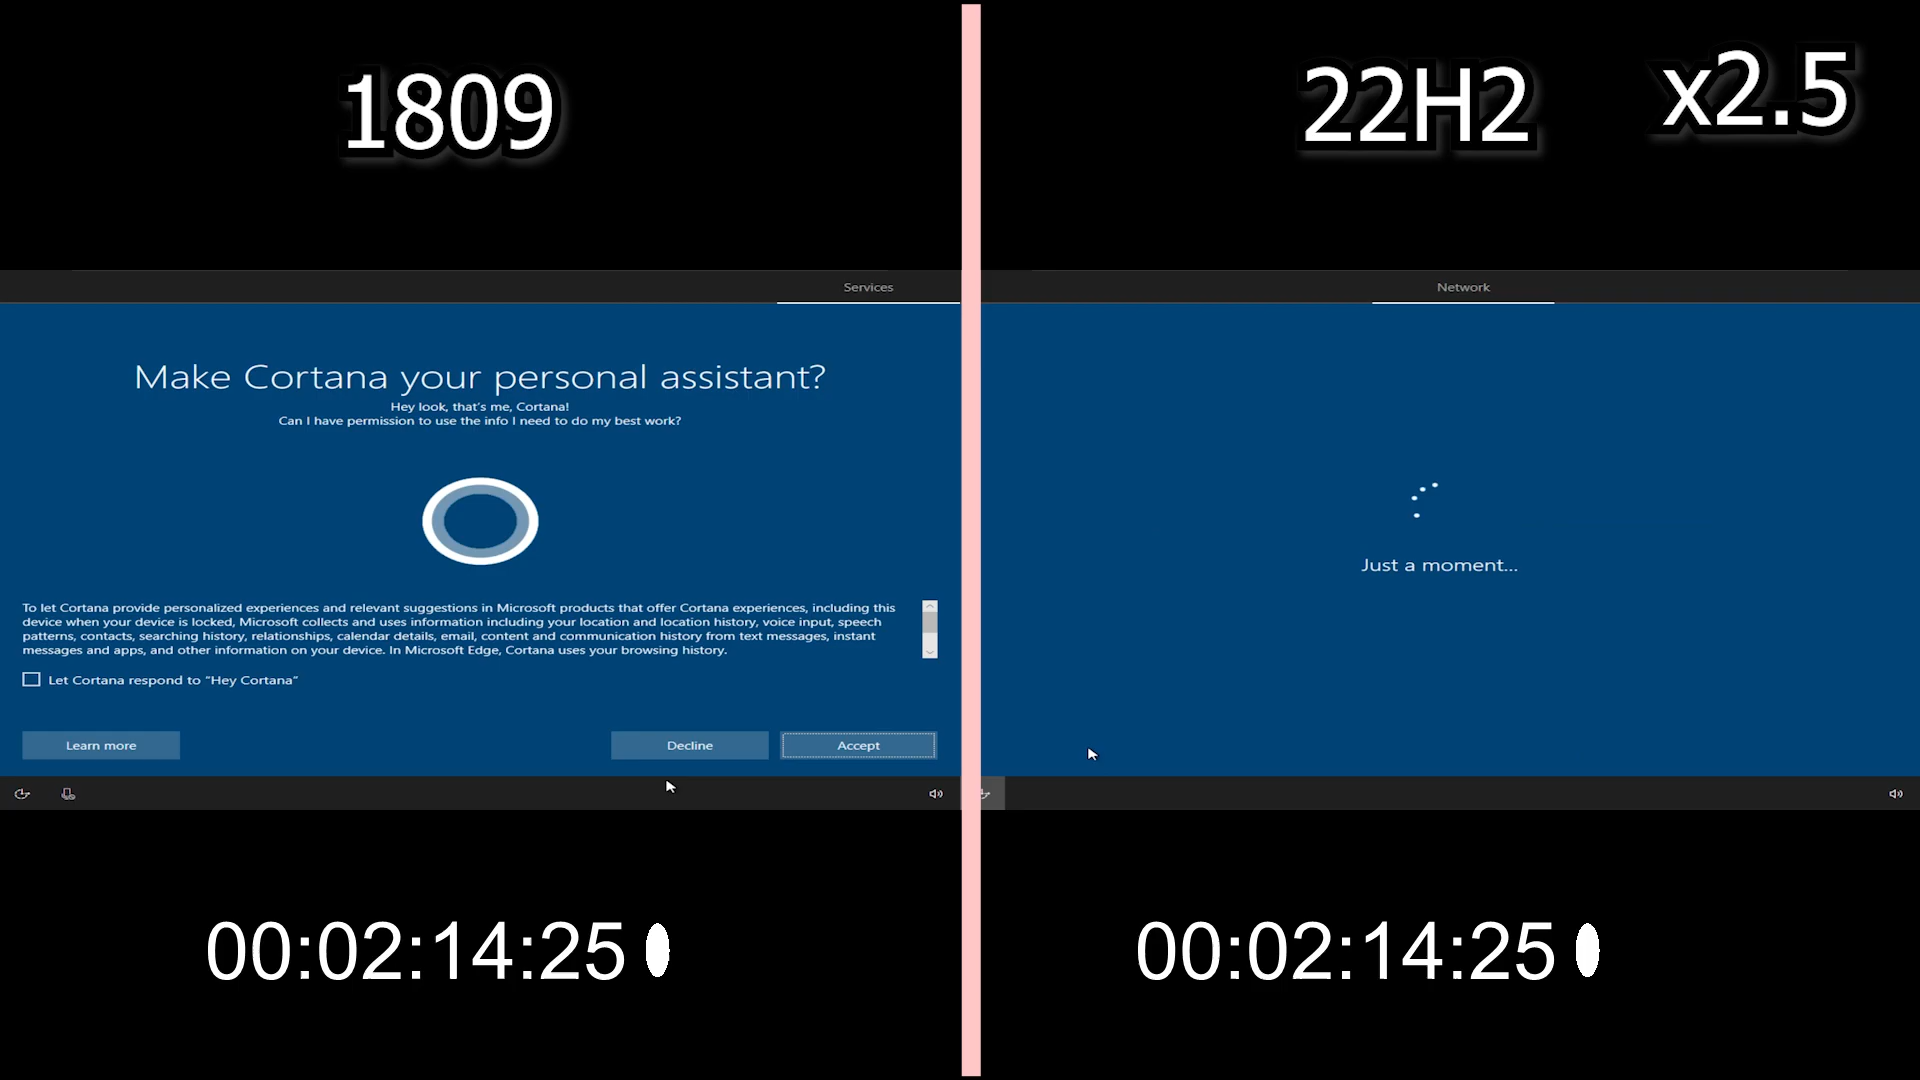 1809
22H2
x2.5
Services
Make Cortana your personal assistant?
Hey look, that's me, Cortana!
Can I have permission to use the info I need to do my best work?
To let Cortana provide personalized experiences and relevant suggestions in Microsoft products that offer Cortana experiences, including this
device when your device is locked, Microsoft collects and uses information including your location and location history, voice input, speech
patterns, contacts, searching history, relationships, calendar details, email, content and communication history from text messages, instant
messages and apps, and other information on your device. In Microsoft Edge, Cortana uses your browsing history.
Let Cortana respond to "Hey Cortana"
Learn more
Decline
Accept
Network
Just a moment...
00:02:14:25
00:02:14:25